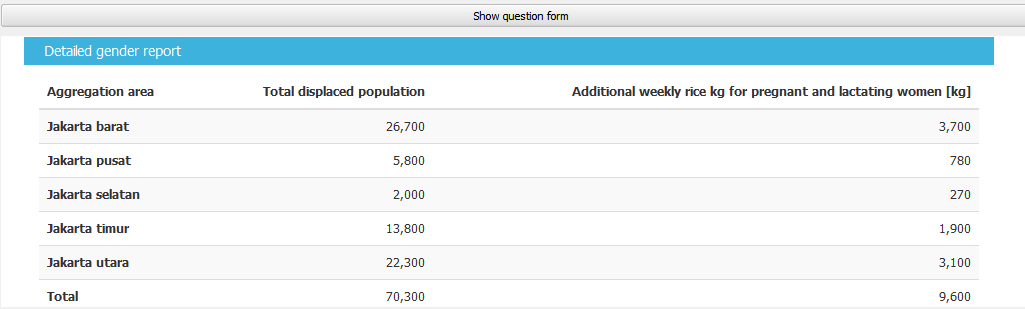 Show question form
Detailed gender report
Aggregation area Total displaced population Additional weekly rice kg for pregnant and lactating women [kg]
Jakarta barat 26,700 3,700
Jakarta pusat 5,800 780
Jakarta selatan 2,000 270
Jakarta timur 13,800 1,900
Jakarta utara 22,300 3,100
Total 70,300 9,600